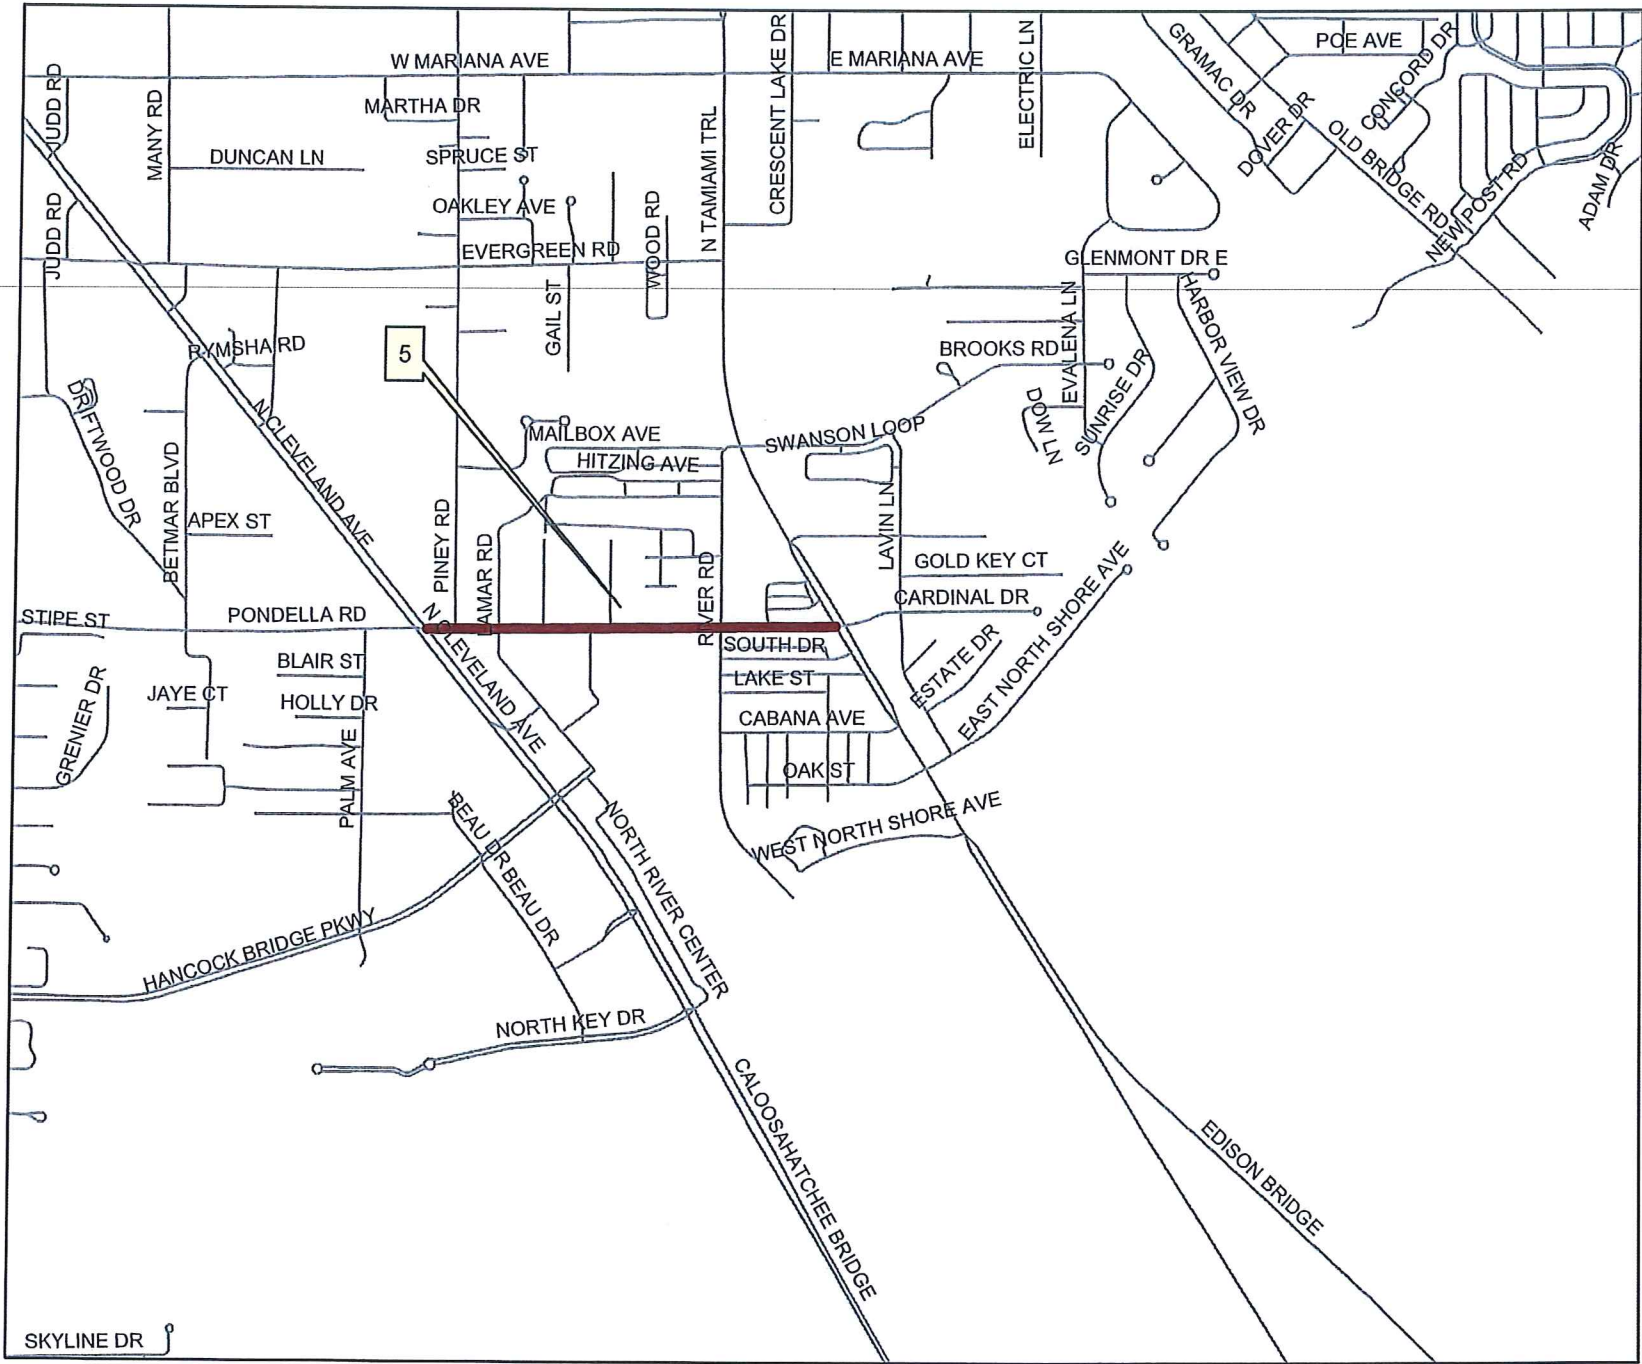 W MARIANA AVE
E MARIANA AVE
CRESCENT LAKE DR
ELECTRIC LN
GRAMAC DR
POE AVE
CONCORD DR
JUDD RD
MANY RD
MARTHA DR
DUNCAN LN
SPRUCE ST
N TAMIAMI TRL
DOVER DR
OLD BRIDGE RD
NEW POST RD
ADAM DR
JUDD RD
OAKLEY AVE
EVERGREEN RD
WOOD RD
GLENMONT DR E
GAIL ST
EVALENA LN
HARBOR VIEW DR
RYMSHA RD
5
BROOKS RD
SUNRISE DR
DOW LN
DRIFTWOOD DR
N CLEVELAND AVE
MAILBOX AVE
HITZING AVE
SWANSON LOOP
BETMAR BLVD
APEX ST
PINEY RD
LAMAR RD
RIVER RD
LAVIN LN
GOLD KEY CT
CARDINAL DR
EAST NORTH SHORE AVE
STIPE ST
PONDELLA RD
N CLEVELAND AVE
SOUTH DR
BLAIR ST
LAKE ST
ESTATE DR
GRENIER DR
JAYE CT
HOLLY DR
CABANA AVE
PALM AVE
OAK ST
BEAU DR
BEAU DR
NORTH RIVER CENTER
WEST NORTH SHORE AVE
HANCOCK BRIDGE PKWY
NORTH KEY DR
CALOOSAHATCHEE BRIDGE
EDISON BRIDGE
SKYLINE DR